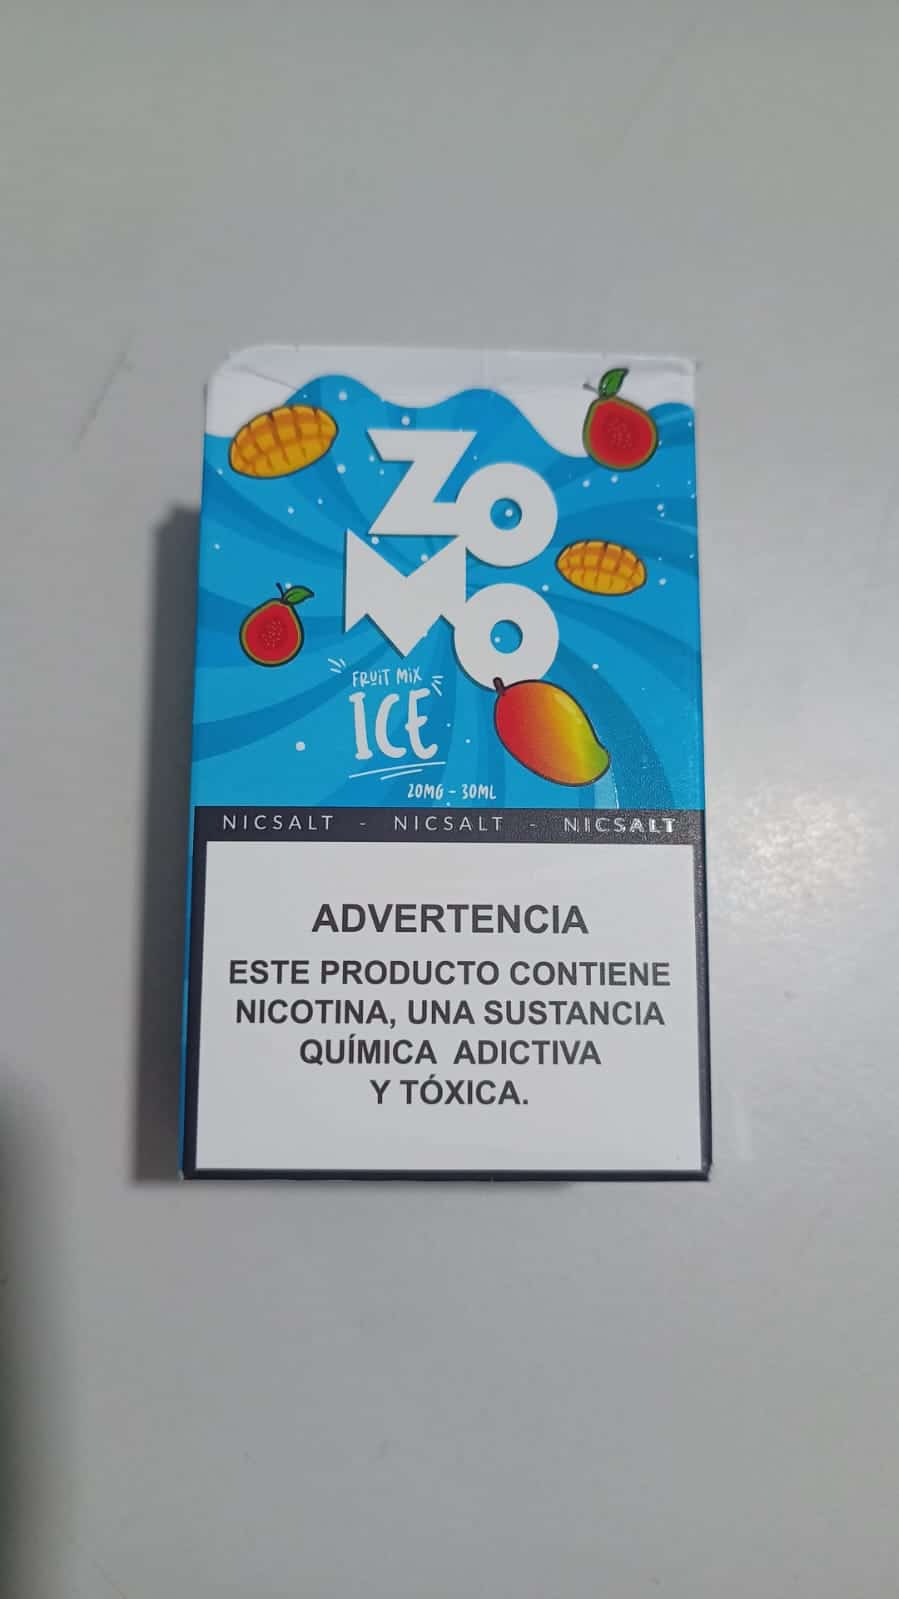 ZO
MO
FRUIT MIX
ICE
20MG - 30ML
NICSALT - NICSALT - NICSALT
ADVERTENCIA
ESTE PRODUCTO CONTIENE
NICOTINA, UNA SUSTANCIA
QUÍMICA ADICTIVA
Y TÓXICA.